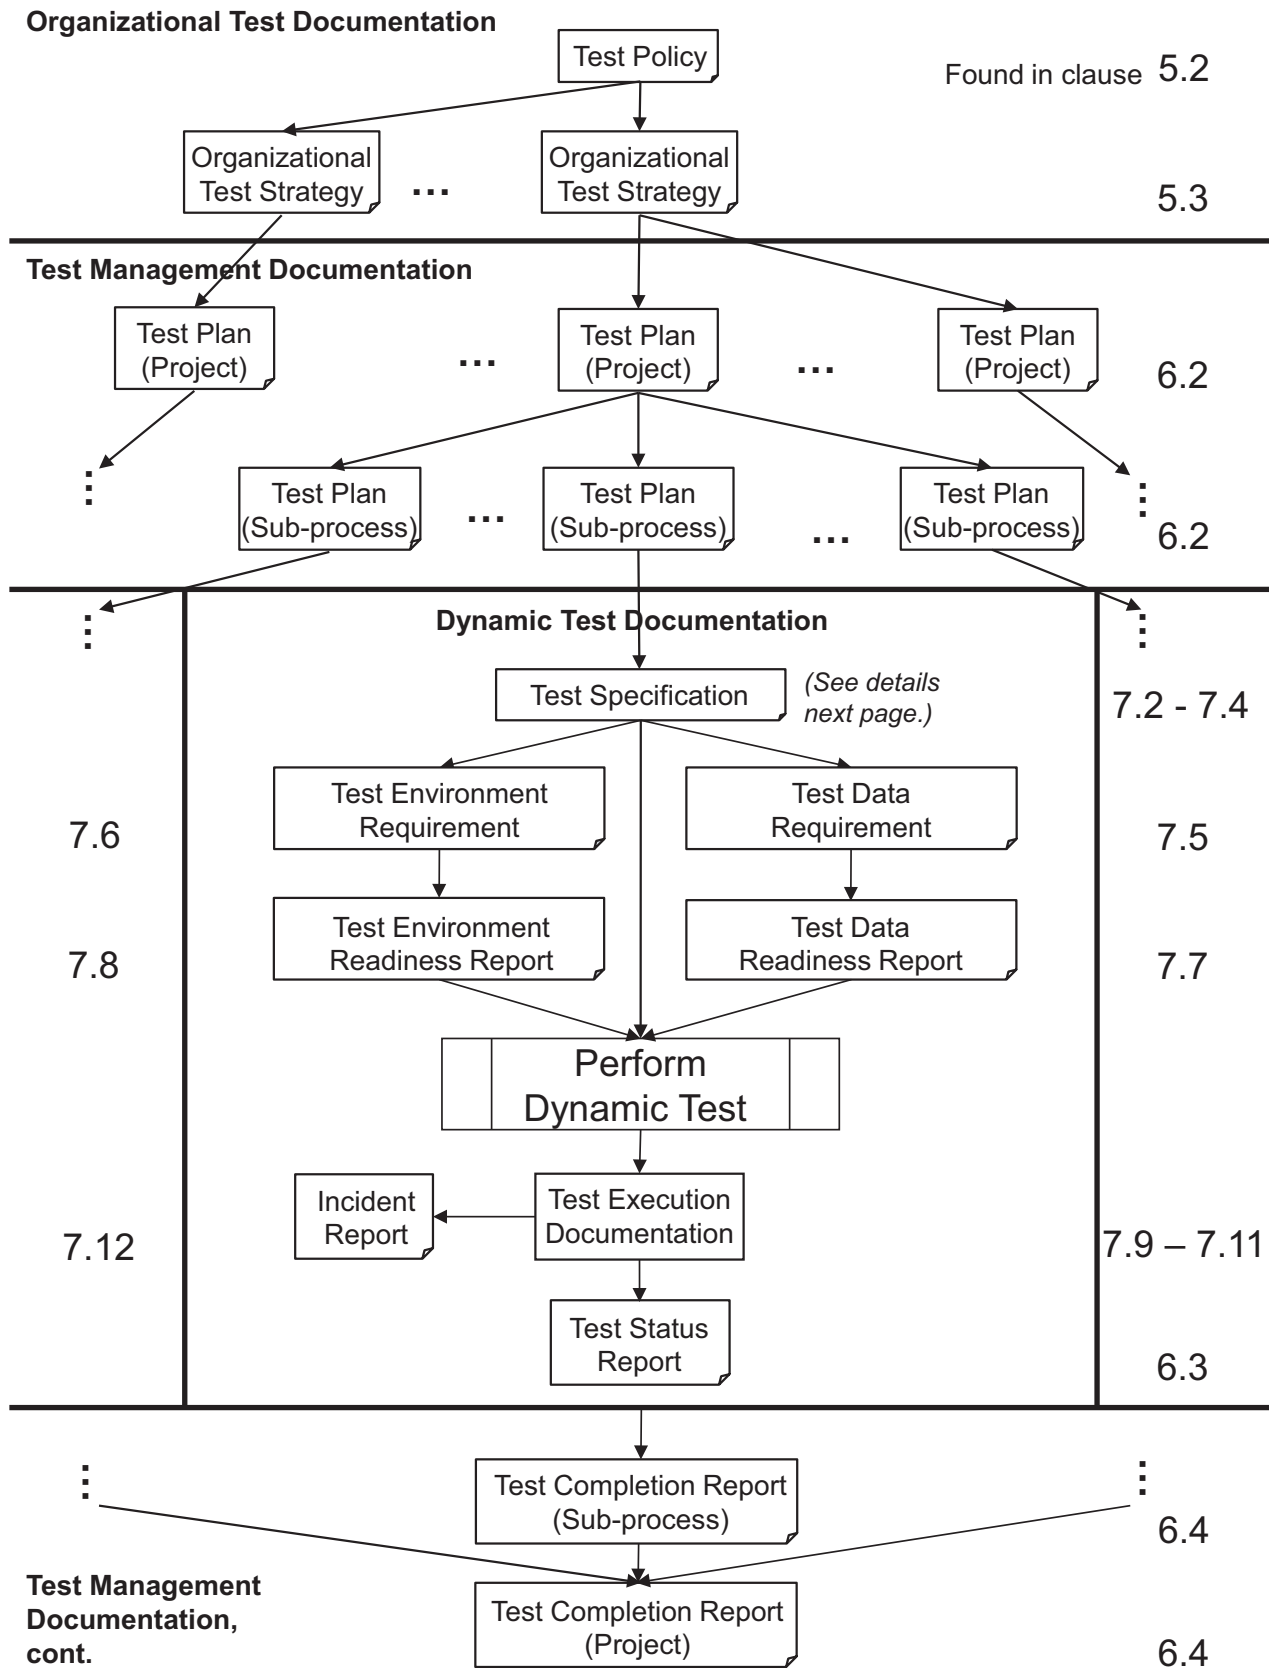 Organizational Test Documentation
Test Policy
Found in clause 5.2
Organizational
Test Strategy
...
Organizational
Test Strategy
5.3
Test Management Documentation
Test Plan
(Project)
...
Test Plan
(Project)
...
Test Plan
(Project)
6.2
...
Test Plan
(Sub-process)
...
Test Plan
(Sub-process)
...
Test Plan
(Sub-process)
...
6.2
...
Dynamic Test Documentation
...
Test Specification
(See details
next page.)
7.2 - 7.4
Test Environment
Requirement
Test Data
Requirement
7.6
7.5
Test Environment
Readiness Report
Test Data
Readiness Report
7.8
7.7
Perform
Dynamic Test
Incident
Report
Test Execution
Documentation
7.12
7.9 – 7.11
Test Status
Report
6.3
...
Test Completion Report
(Sub-process)
...
6.4
Test Management
Documentation,
cont.
Test Completion Report
(Project)
6.4